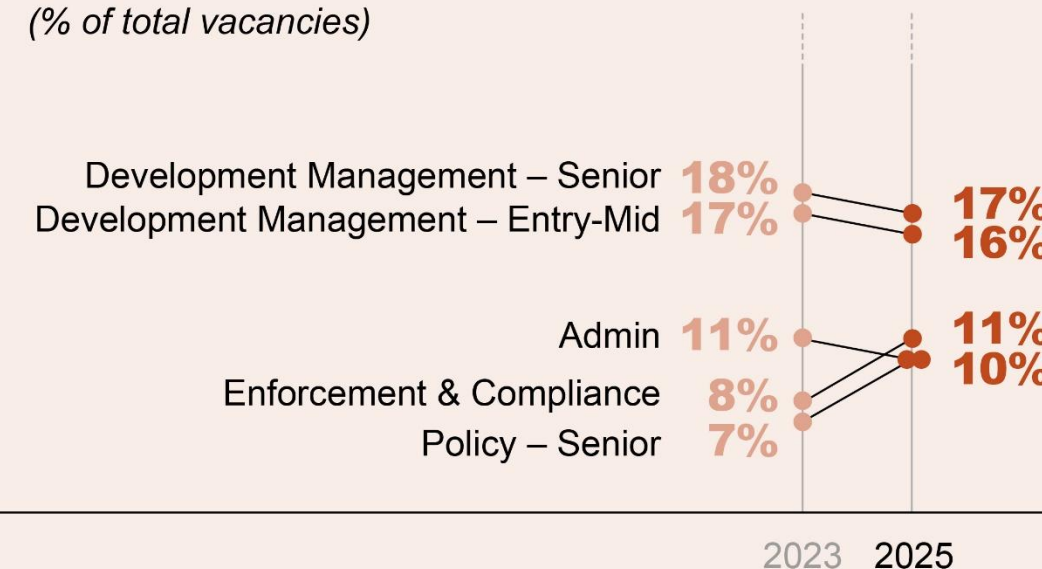 (% of total vacancies)
Development Management – Senior 18% 17%
Development Management – Entry-Mid 17% 16%
Admin 11% 11%
10%
Enforcement & Compliance 8%
Policy – Senior 7%
2023 2025